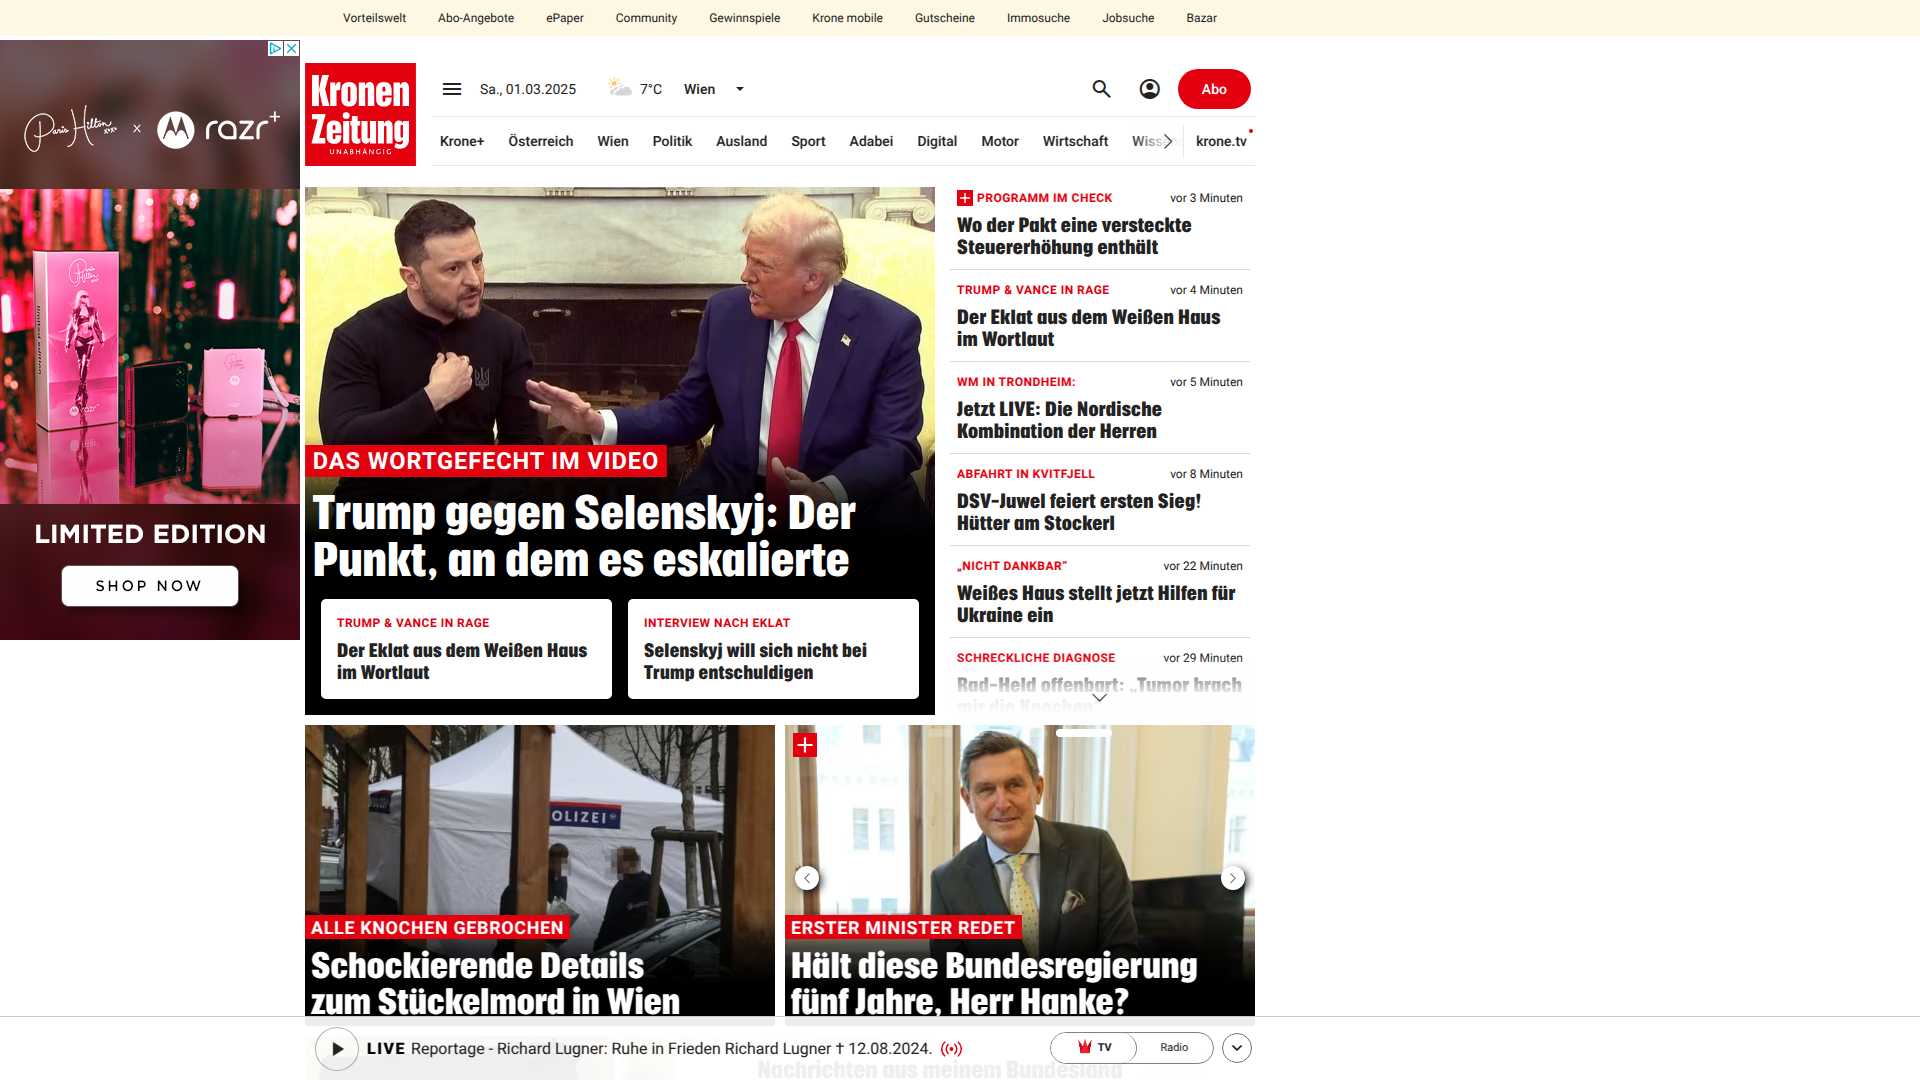 Vorteilswelt Abo-Angebote ePaper Community Gewinnspiele Krone mobile Gutscheine Immosuche Jobsuche Bazar
Paris Hilton x razr+
LIMITED EDITION
SHOP NOW
Kronen
Zeitung
UNABHÄNGIG
Sa., 01.03.2025 7°C Wien
Abo
Krone+ Österreich Wien Politik Ausland Sport Adabei Digital Motor Wirtschaft krone.tv
DAS WORTGEFECHT IM VIDEO
Trump gegen Selenskyj: Der
Punkt, an dem es eskalierte
TRUMP & VANCE IN RAGE
Der Eklat aus dem Weißen Haus
im Wortlaut
INTERVIEW NACH EKLAT
Selenskyj will sich nicht bei
Trump entschuldigen
PROGRAMM IM CHECK vor 3 Minuten
Wo der Pakt eine versteckte
Steuererhöhung enthält
TRUMP & VANCE IN RAGE vor 4 Minuten
Der Eklat aus dem Weißen Haus
im Wortlaut
WM IN TRONDHEIM: vor 5 Minuten
Jetzt LIVE: Die Nordische
Kombination der Herren
ABFAHRT IN KVITFJELL vor 8 Minuten
DSV-Juwel feiert ersten Sieg!
Hütter am Stockerl
„NICHT DANKBAR“ vor 22 Minuten
Weißes Haus stellt jetzt Hilfen für
Ukraine ein
SCHRECKLICHE DIAGNOSE vor 29 Minuten
Rad-Held offenbart: „Tumor brach
mir die Knochen
OLIZEI
ALLE KNOCHEN GEBROCHEN
Schockierende Details
zum Stückelmord in Wien
ERSTER MINISTER REDET
Hält diese Bundesregierung
fünf Jahre, Herr Hanke?
LIVE Reportage - Richard Lugner: Ruhe in Frieden Richard Lugner † 12.08.2024.
TV Radio
Nachrichten aus meinem Bundesland